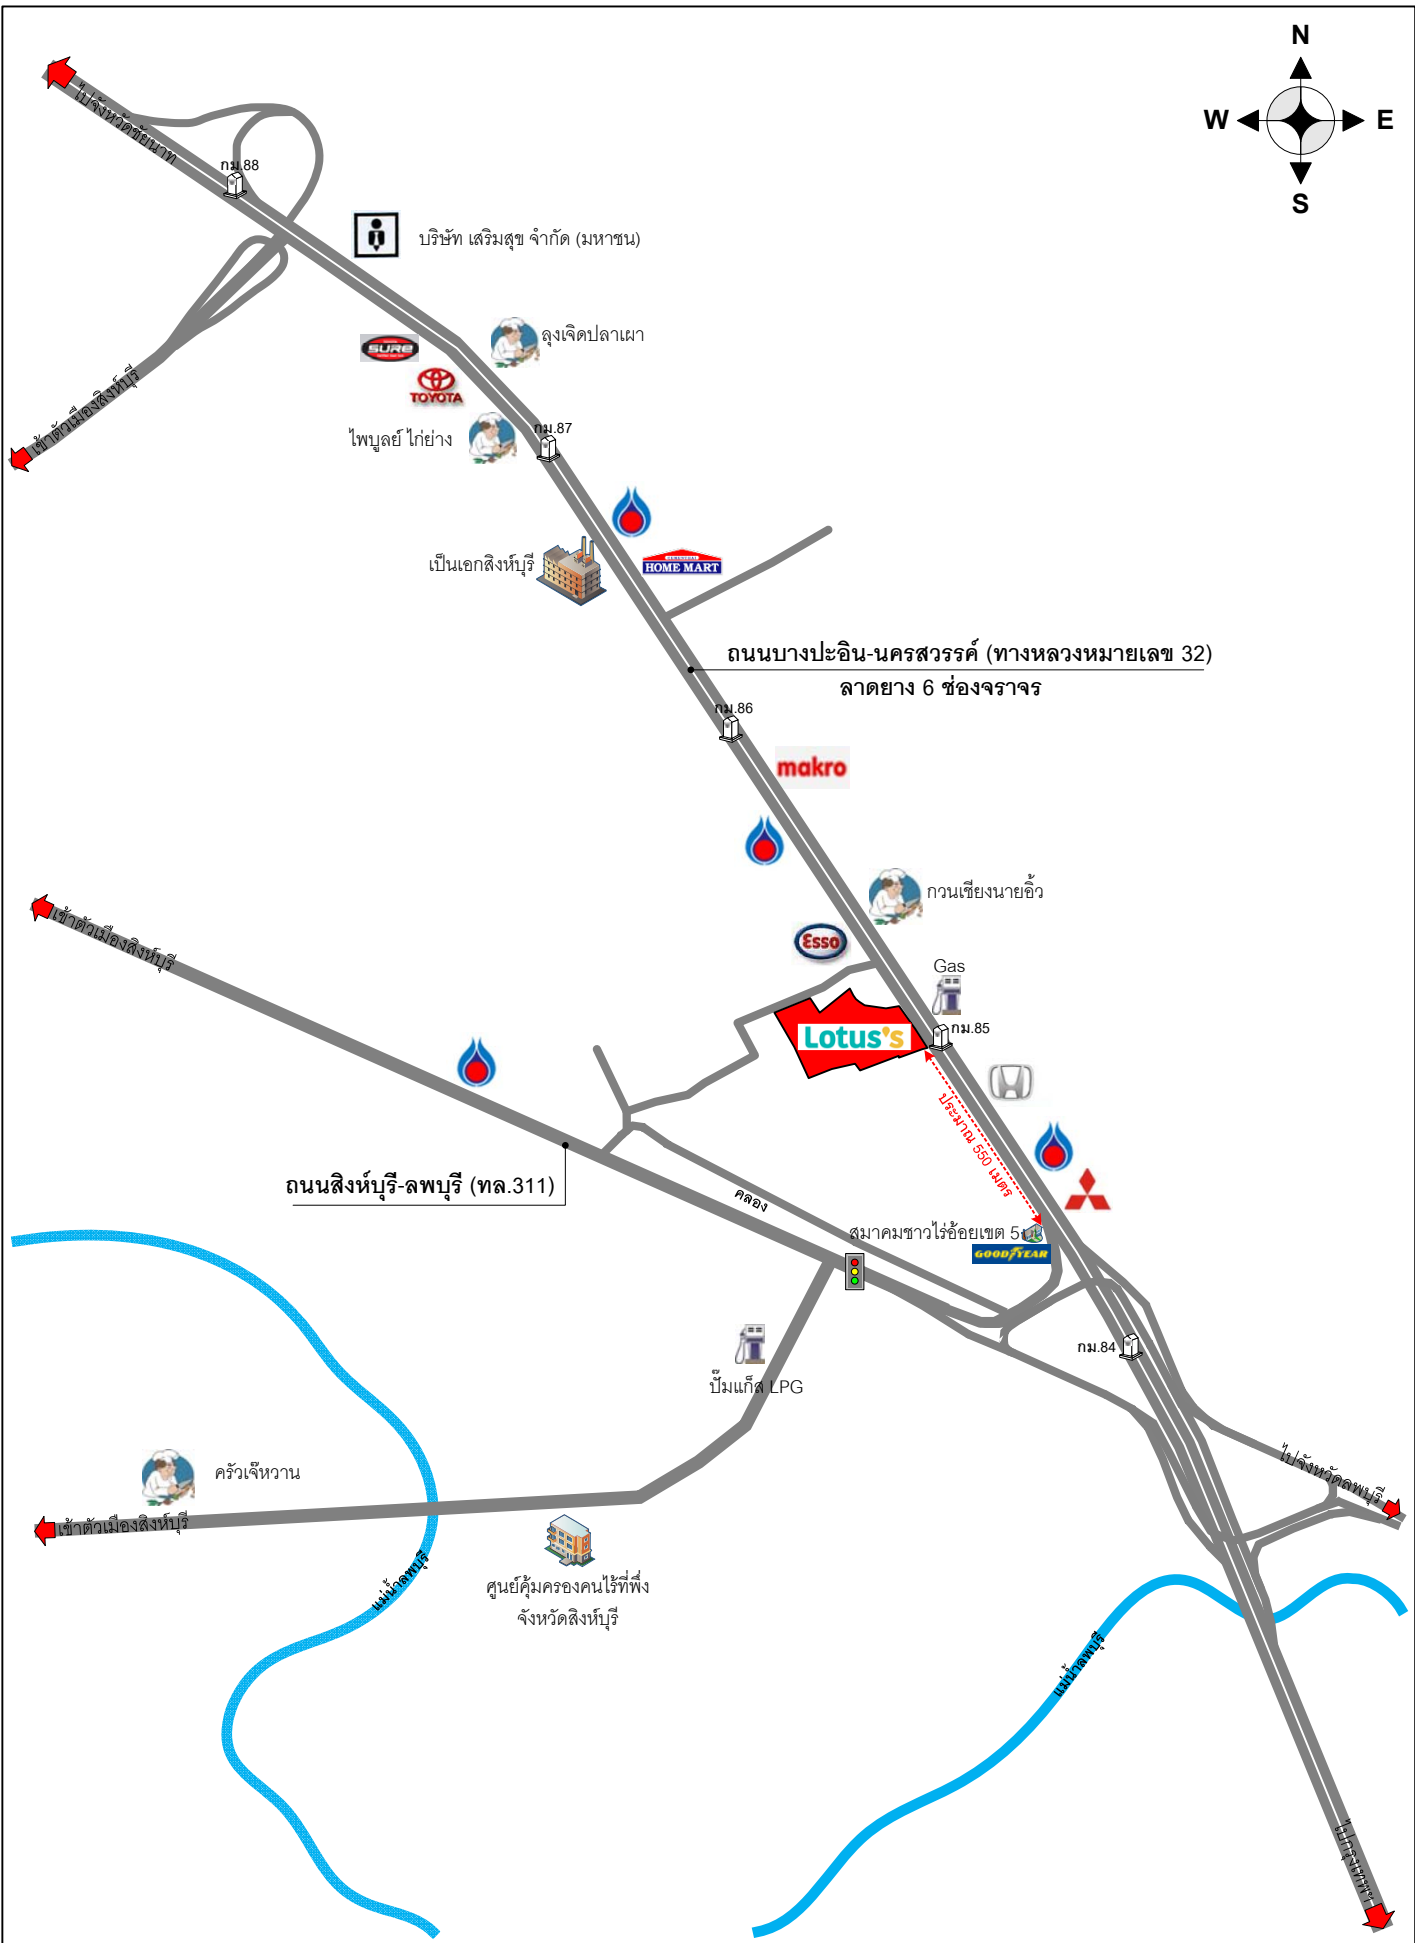 N
W
E
S
ไปจังหวัดชัยนาท
กม.88
บริษัท เสริมสุข จำกัด (มหาชน)
ลุงเจิดปลาเผา
SURE
TOYOTA
เข้าตัวเมืองสิงห์บุรี
ไพบูลย์ ไก่ย่าง
กม.87
เป็นเอกสิงห์บุรี
HOME MART
ถนนบางปะอิน-นครสวรรค์ (ทางหลวงหมายเลข 32)
ลาดยาง 6 ช่องจราจร
กม.86
makro
กวนเชียงนายอิ้ว
เข้าตัวเมืองสิงห์บุรี
Esso
Gas
Lotus's
กม.85
ประมาณ 550 เมตร
ถนนสิงห์บุรี-ลพบุรี (ทล.311)
คลอง
สมาคมชาวไร่อ้อยเขต 5
GOODYEAR
กม.84
ปั๊มแก็ส LPG
ครัวเจ๊หวาน
ไปจังหวัดลพบุรี
เข้าตัวเมืองสิงห์บุรี
แม่น้ำลพบุรี
ศูนย์คุ้มครองคนไร้ที่พึ่ง
จังหวัดสิงห์บุรี
แม่น้ำลพบุรี
ไปกรุงเทพฯ